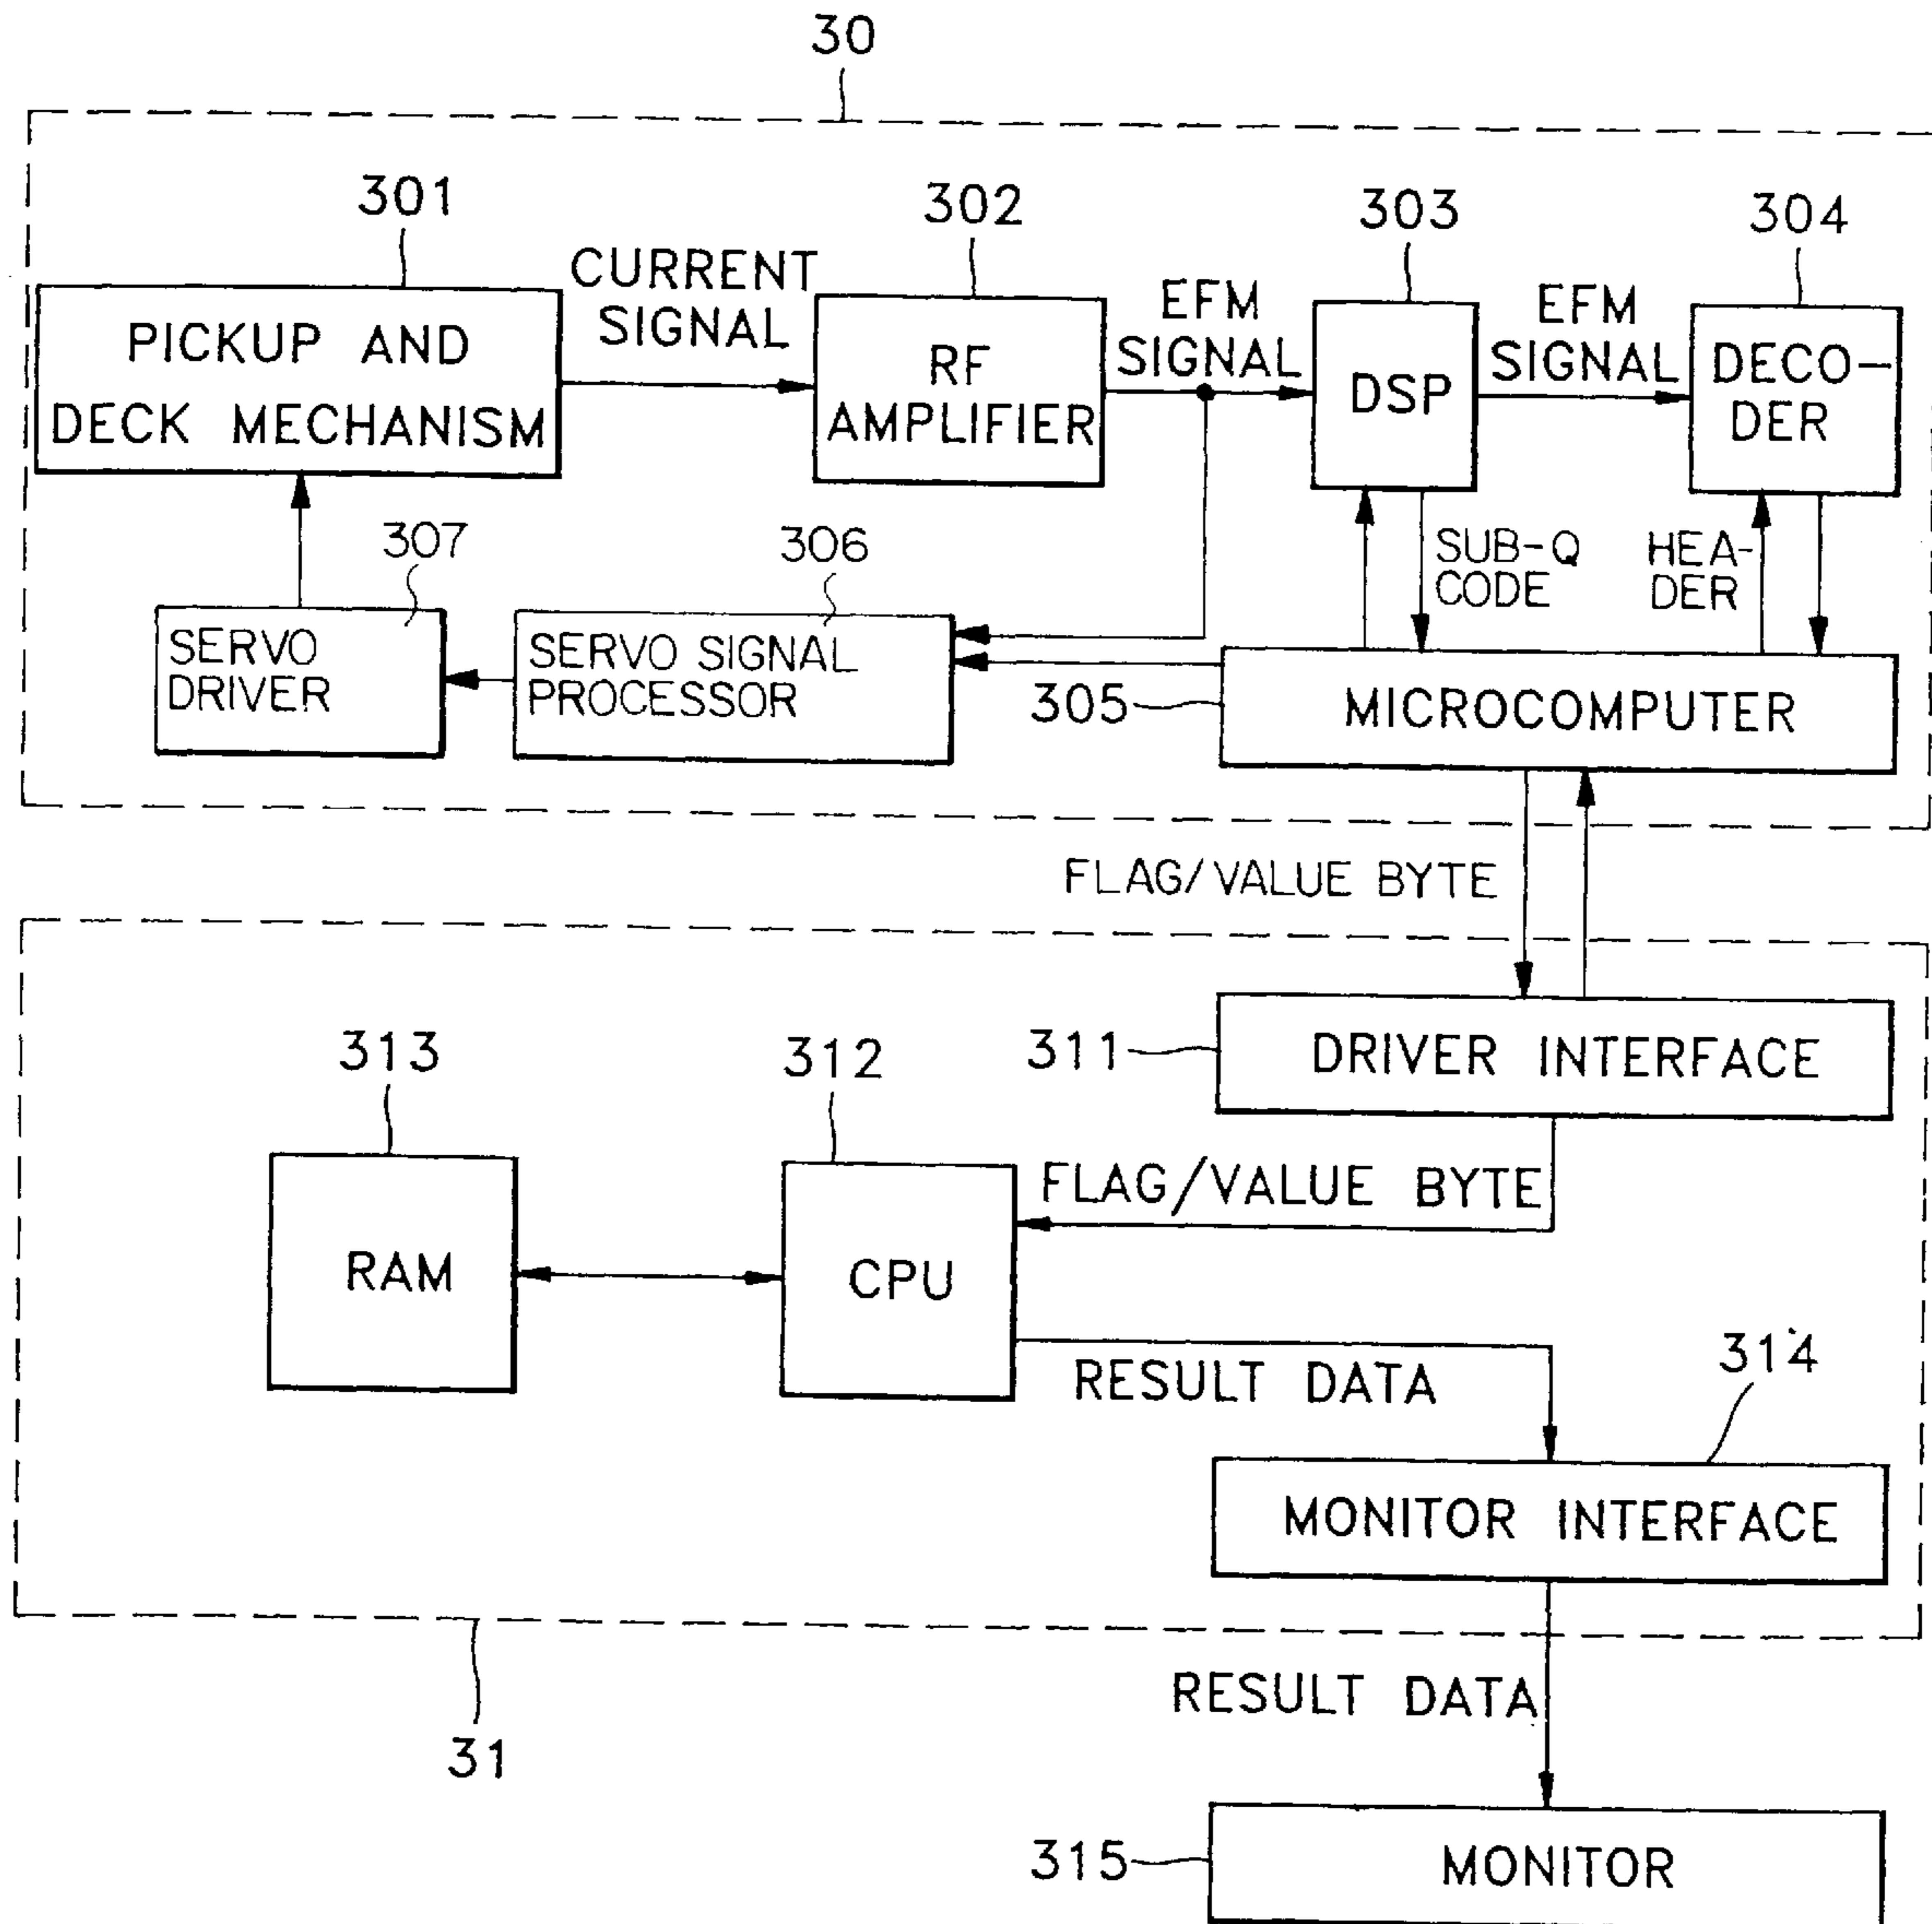 30
301
302
303
304
CURRENT
SIGNAL
EFM
SIGNAL
EFM
SIGNAL
PICKUP AND
DECK MECHANISM
RF
AMPLIFIER
DSP
DECO-
DER
307
306
SUB-Q
CODE
HEA-
DER
SERVO
DRIVER
SERVO SIGNAL
PROCESSOR
305
MICROCOMPUTER
FLAG/VALUE BYTE
313
312
311
DRIVER INTERFACE
FLAG/VALUE BYTE
RAM
CPU
RESULT DATA
314
MONITOR INTERFACE
31
RESULT DATA
315
MONITOR